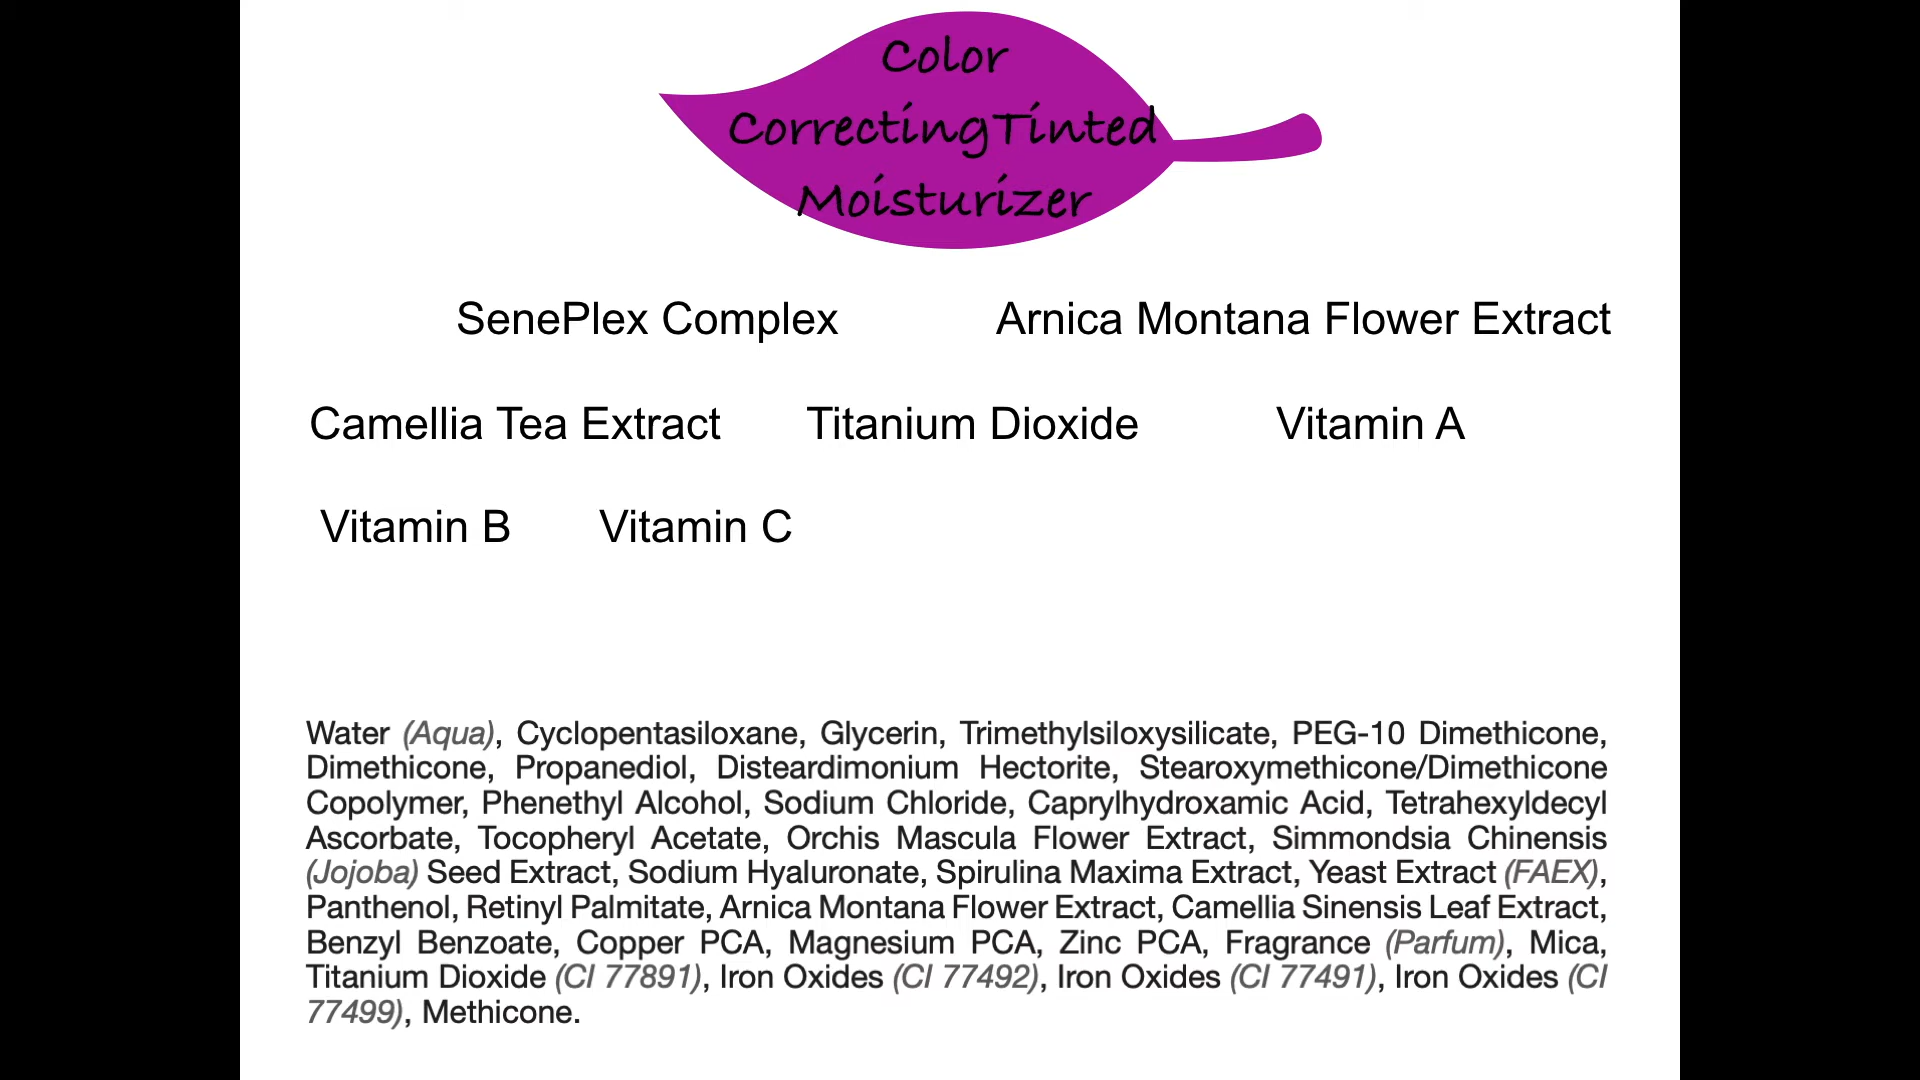 Color
CorrectingTinted
Moisturizer
SenePlex Complex Arnica Montana Flower Extract
Camellia Tea Extract Titanium Dioxide Vitamin A
Vitamin B Vitamin C
Water (Aqua), Cyclopentasiloxane, Glycerin, Trimethylsiloxysilicate, PEG-10 Dimethicone,
Dimethicone, Propanediol, Disteardimonium Hectorite, Stearoxymethicone/Dimethicone
Copolymer, Phenethyl Alcohol, Sodium Chloride, Caprylhydroxamic Acid, Tetrahexyldecyl
Ascorbate, Tocopheryl Acetate, Orchis Mascula Flower Extract, Simmondsia Chinensis
(Jojoba) Seed Extract, Sodium Hyaluronate, Spirulina Maxima Extract, Yeast Extract (FAEX),
Panthenol, Retinyl Palmitate, Arnica Montana Flower Extract, Camellia Sinensis Leaf Extract,
Benzyl Benzoate, Copper PCA, Magnesium PCA, Zinc PCA, Fragrance (Parfum), Mica,
Titanium Dioxide (CI 77891), Iron Oxides (CI 77492), Iron Oxides (CI 77491), Iron Oxides (CI
77499), Methicone.